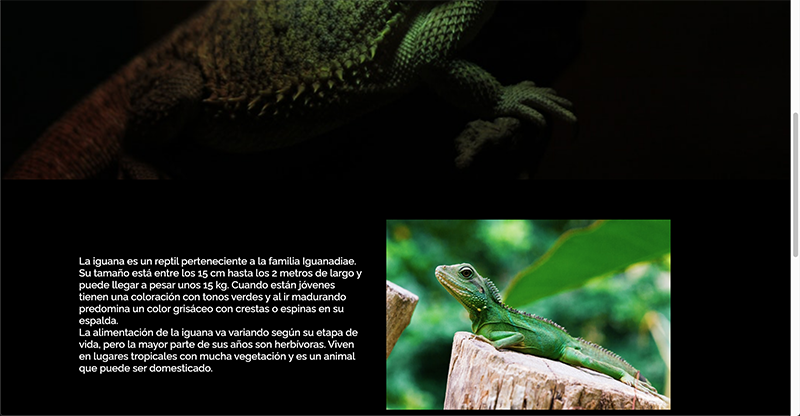 La iguana es un reptil perteneciente a la familia Iguanadiae.
Su tamaño está entre los 15 cm hasta los 2 metros de largo y
puede llegar a pesar unos 15 kg. Cuando están jóvenes
tienen una coloración con tonos verdes y al ir madurando
predomina un color grisáceo con crestas o espinas en su
espalda.
La alimentación de la iguana va variando según su etapa de
vida, pero la mayor parte de sus años son herbívoras. Viven
en lugares tropicales con mucha vegetación y es un animal
que puede ser domesticado.